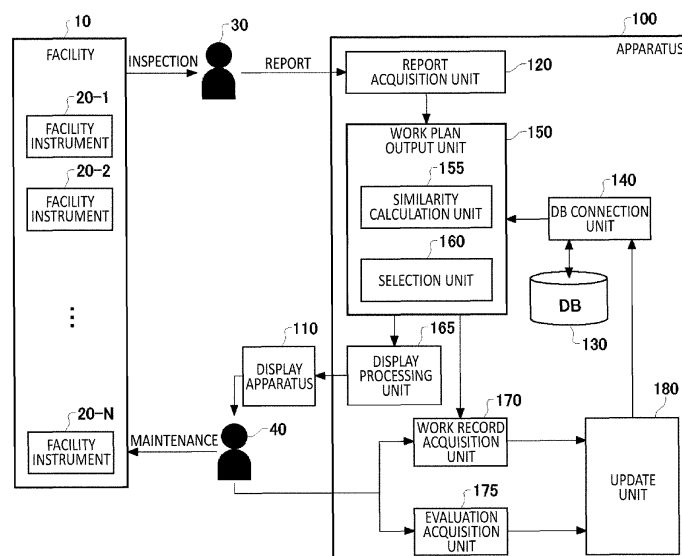 10
FACILITY
20-1
FACILITY
INSTRUMENT
20-2
FACILITY
INSTRUMENT
...
20-N
FACILITY
INSTRUMENT
INSPECTION
30
REPORT
100
APPARATUS
REPORT
ACQUISITION UNIT
120
WORK PLAN
OUTPUT UNIT
150
155
SIMILARITY
CALCULATION UNIT
160
SELECTION UNIT
140
DB CONNECTION
UNIT
DB
130
110
DISPLAY
APPARATUS
165
DISPLAY
PROCESSING
UNIT
MAINTENANCE
40
170
WORK RECORD
ACQUISITION
UNIT
175
EVALUATION
ACQUISITION UNIT
180
UPDATE
UNIT